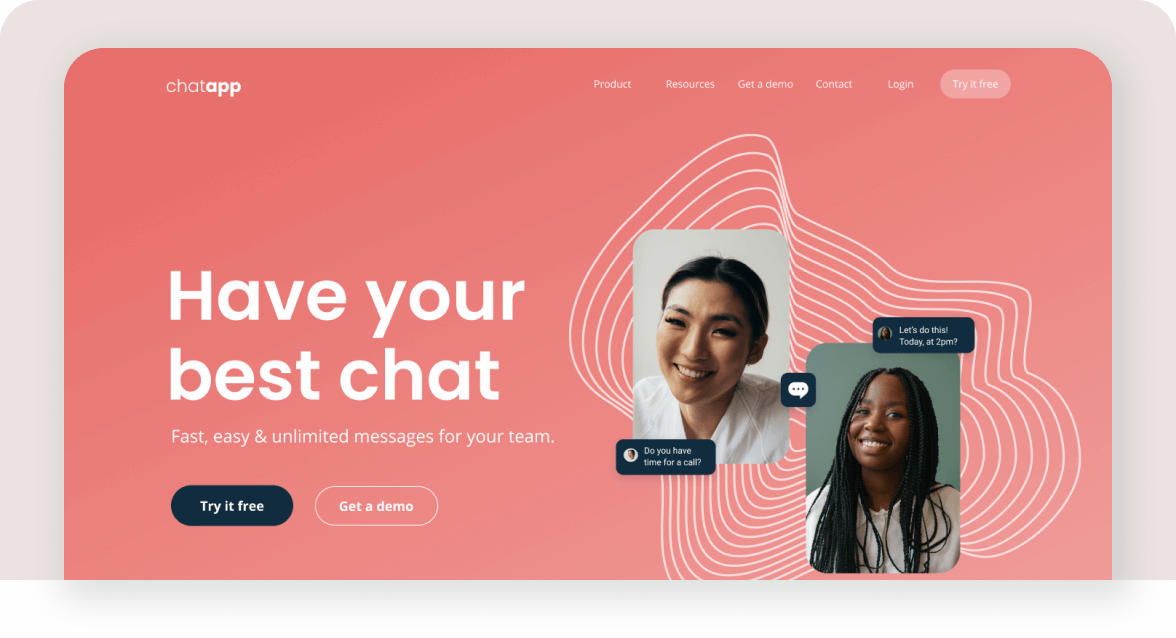 chatapp
Product
Resources
Get a demo
Contact
Login
Try it free
Have your
best chat
Fast, easy & unlimited messages for your team.
Try it free
Get a demo
Let's do this!
Today, at 2pm?
Do you have
time for a call?